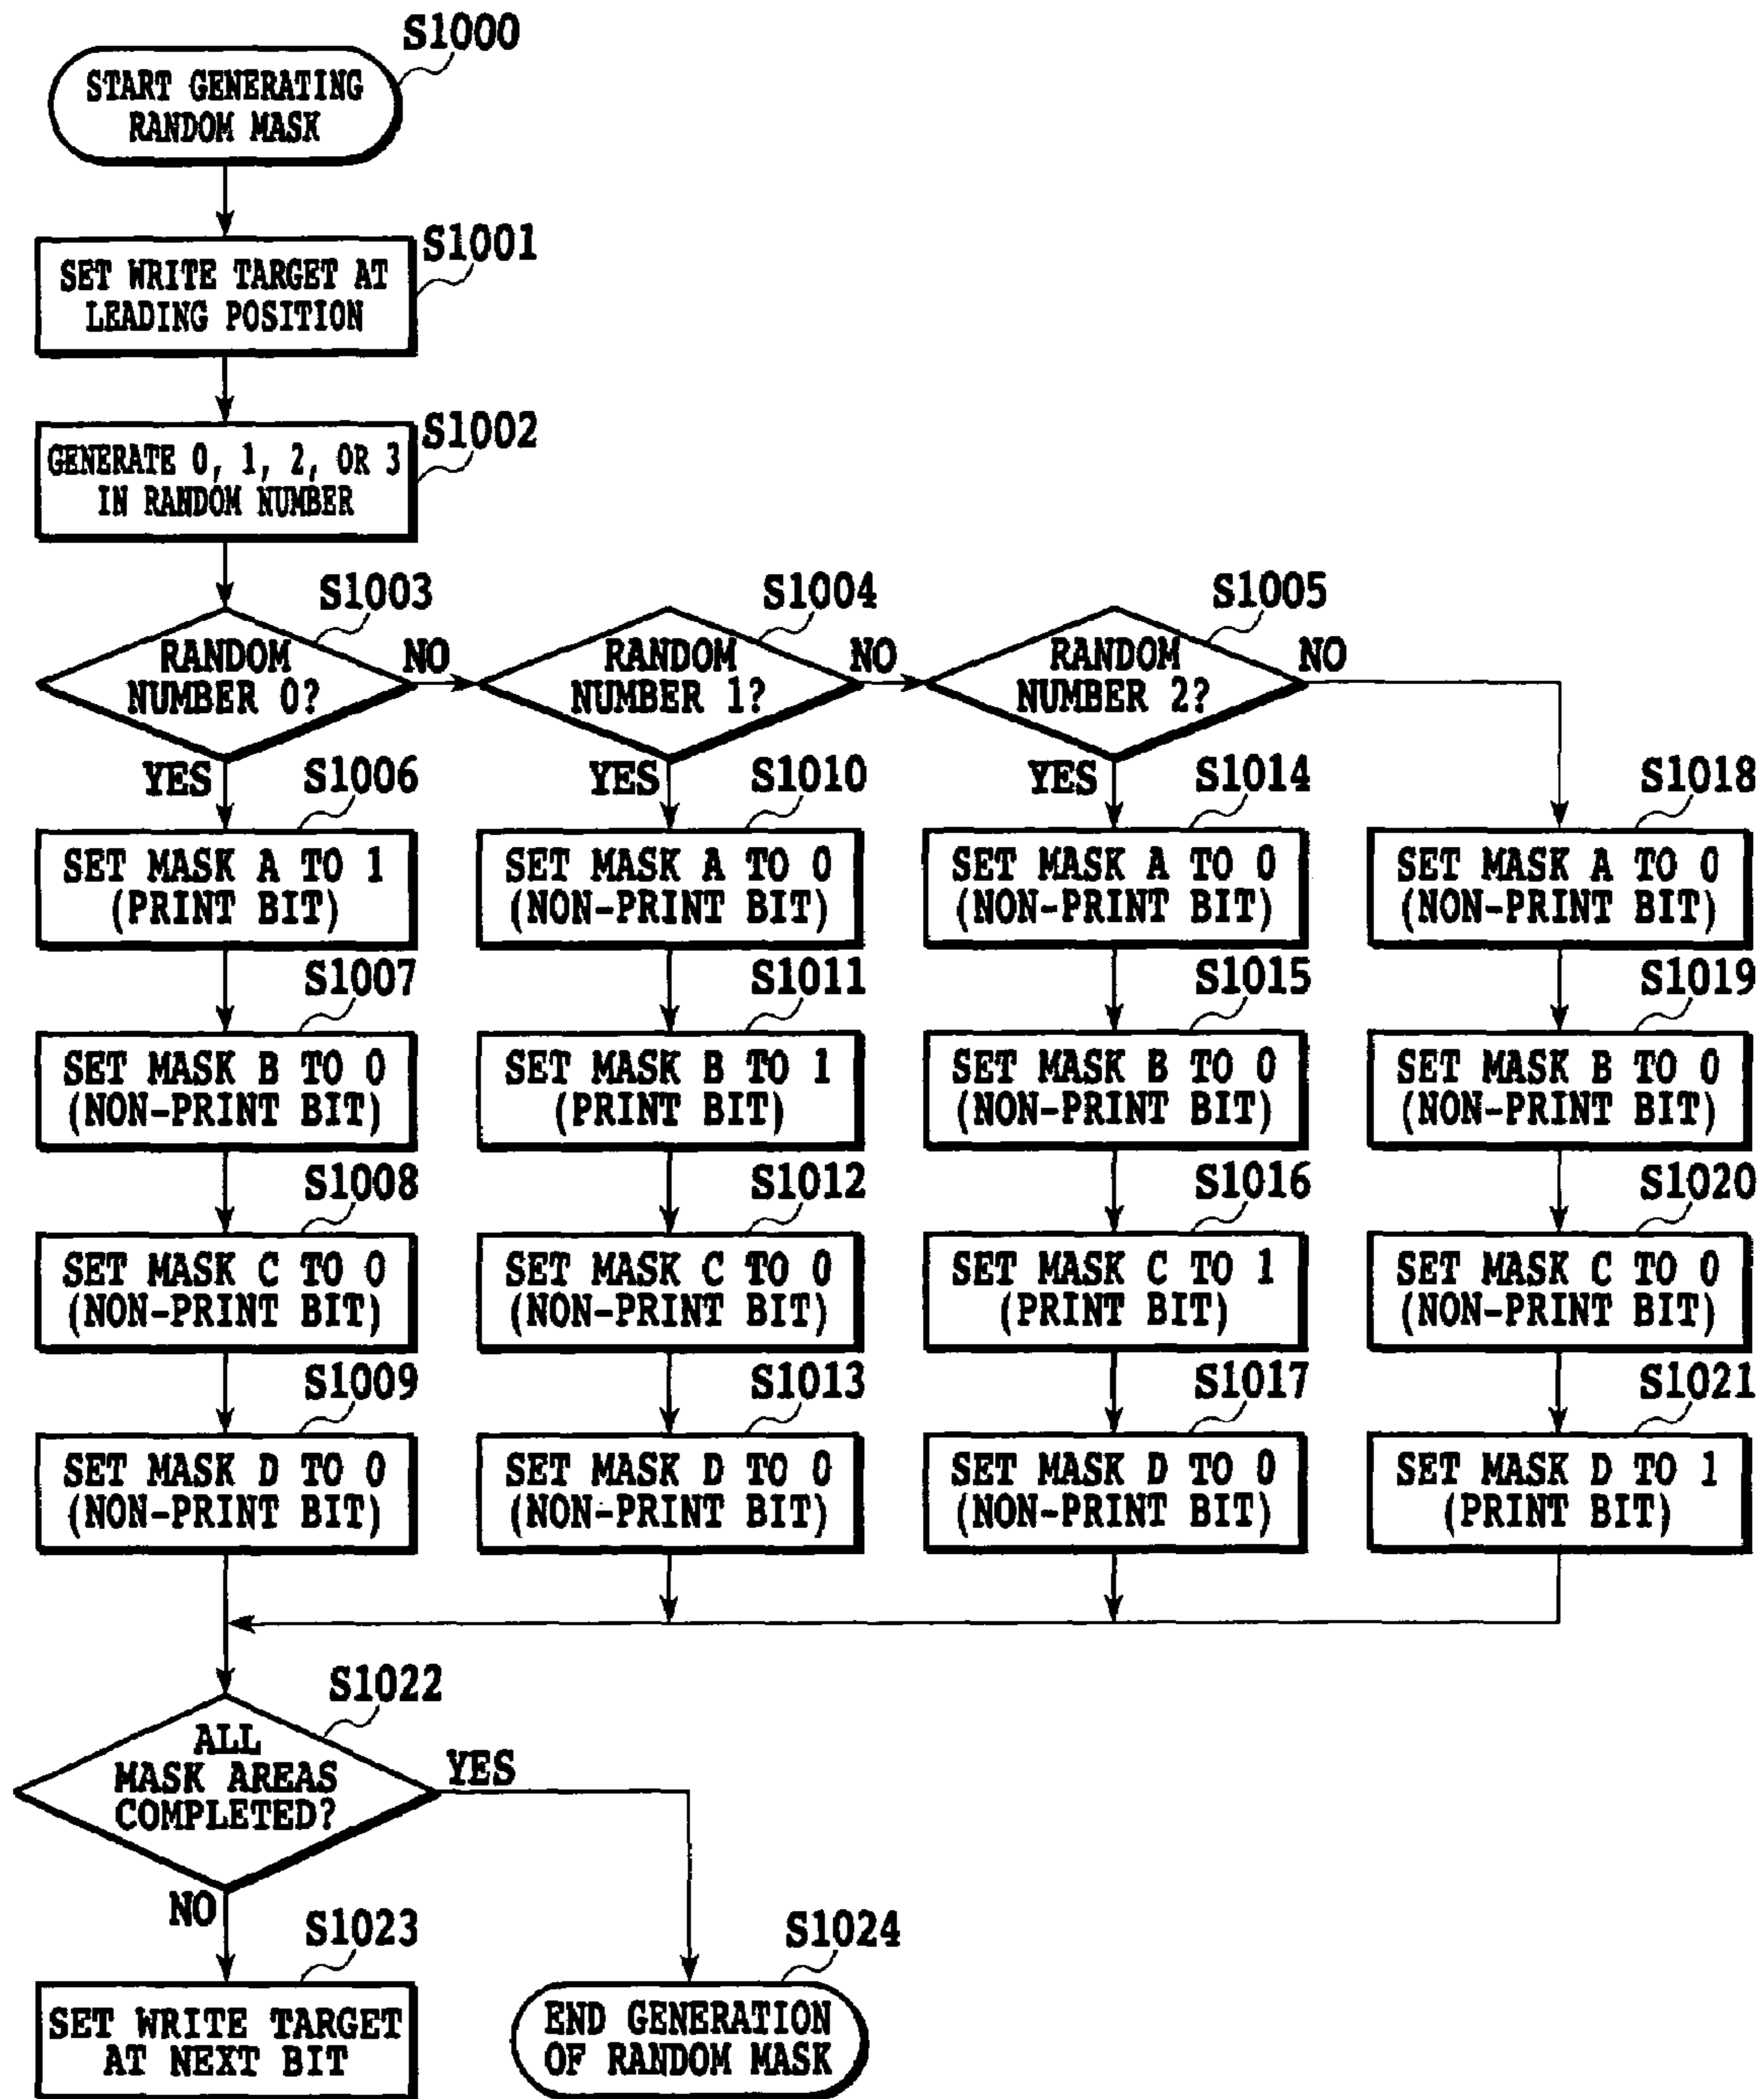 S1000
START GENERATING
RANDOM MASK
S1001
SET WRITE TARGET AT
LEADING POSITION
S1002
GENERATE 0, 1, 2, OR 3
IN RANDOM NUMBER
S1003
RANDOM
NUMBER 0?
NO
YES
S1004
RANDOM
NUMBER 1?
NO
YES
S1005
RANDOM
NUMBER 2?
NO
YES
S1006
SET MASK A TO 1
(PRINT BIT)
S1007
SET MASK B TO 0
(NON-PRINT BIT)
S1008
SET MASK C TO 0
(NON-PRINT BIT)
S1009
SET MASK D TO 0
(NON-PRINT BIT)
S1010
SET MASK A TO 0
(NON-PRINT BIT)
S1011
SET MASK B TO 1
(PRINT BIT)
S1012
SET MASK C TO 0
(NON-PRINT BIT)
S1013
SET MASK D TO 0
(NON-PRINT BIT)
S1014
SET MASK A TO 0
(NON-PRINT BIT)
S1015
SET MASK B TO 0
(NON-PRINT BIT)
S1016
SET MASK C TO 1
(PRINT BIT)
S1017
SET MASK D TO 0
(NON-PRINT BIT)
S1018
SET MASK A TO 0
(NON-PRINT BIT)
S1019
SET MASK B TO 0
(NON-PRINT BIT)
S1020
SET MASK C TO 0
(NON-PRINT BIT)
S1021
SET MASK D TO 1
(PRINT BIT)
S1022
ALL
MASK AREAS
COMPLETED?
YES
NO
S1023
SET WRITE TARGET
AT NEXT BIT
S1024
END GENERATION
OF RANDOM MASK